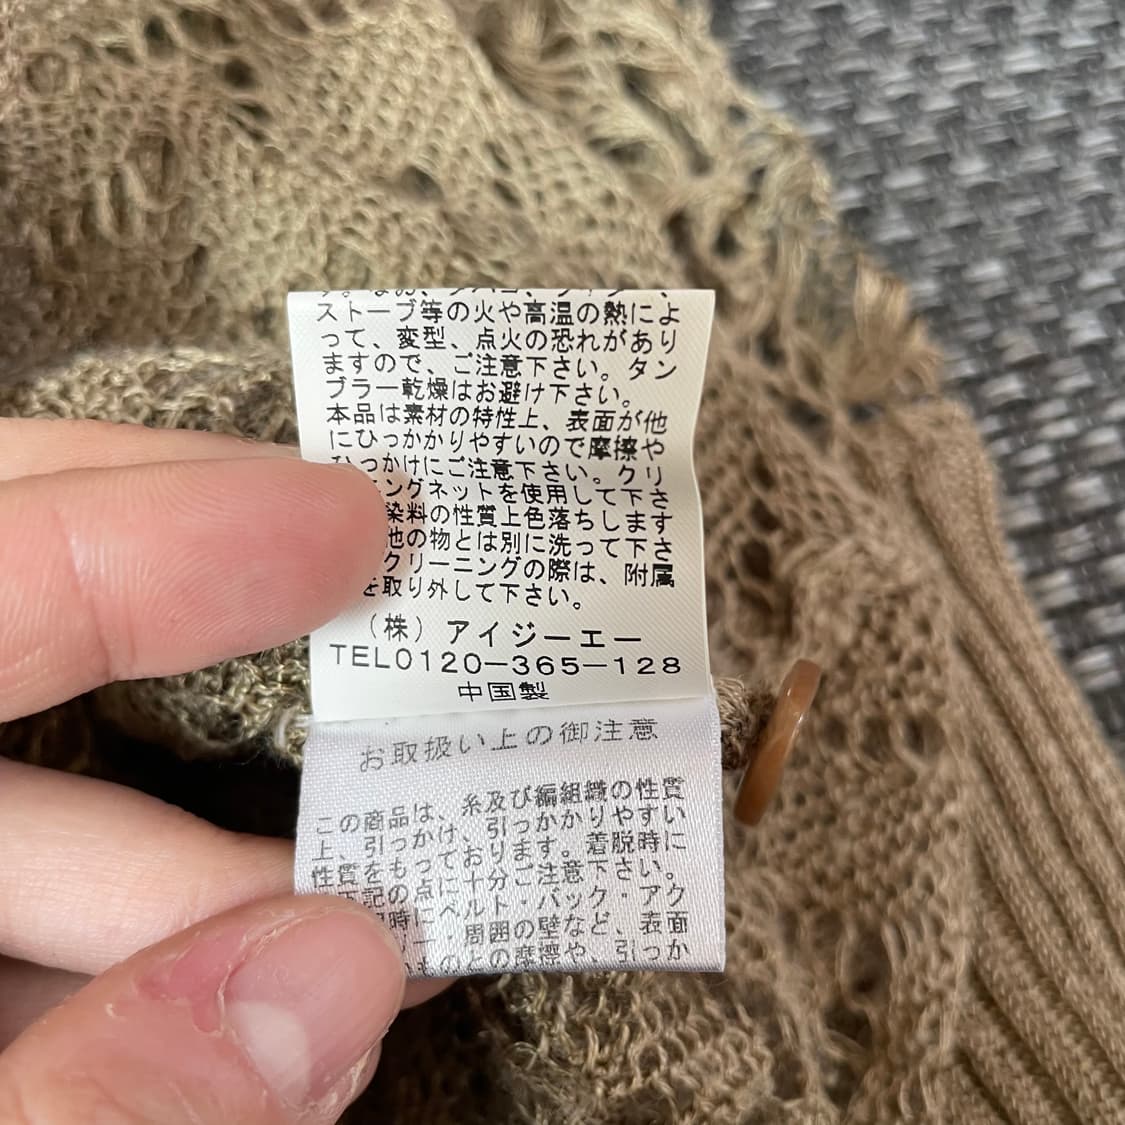 ストーブ等の火や高温の熱によ
って、変型、点火の恐れがあり
ますので、ご注意下さい。タン
ブラー乾燥はお避け下さい。
本品は素材の特性上、表面が他
にひっかかりやすいので摩擦や
ひっかけにご注意下さい。クリ
ングネットを使用して下さ
染料の性質上色落ちします
他の物とは別に洗って下さ
クリーニングの際は、附属
を取り外して下さい。
（株）アイジーエー
TEL0120-365-128
中国製
お取扱い上の御注意
この商品は、糸及び編組織の性質
上、引っかけ、引っかかりやすい
性質をもっております。着脱時に
下記の点に十分ご注意下さい。
時にベルト・バック・アク
ー・周囲の壁など、表面
ものとの摩擦や、引っか